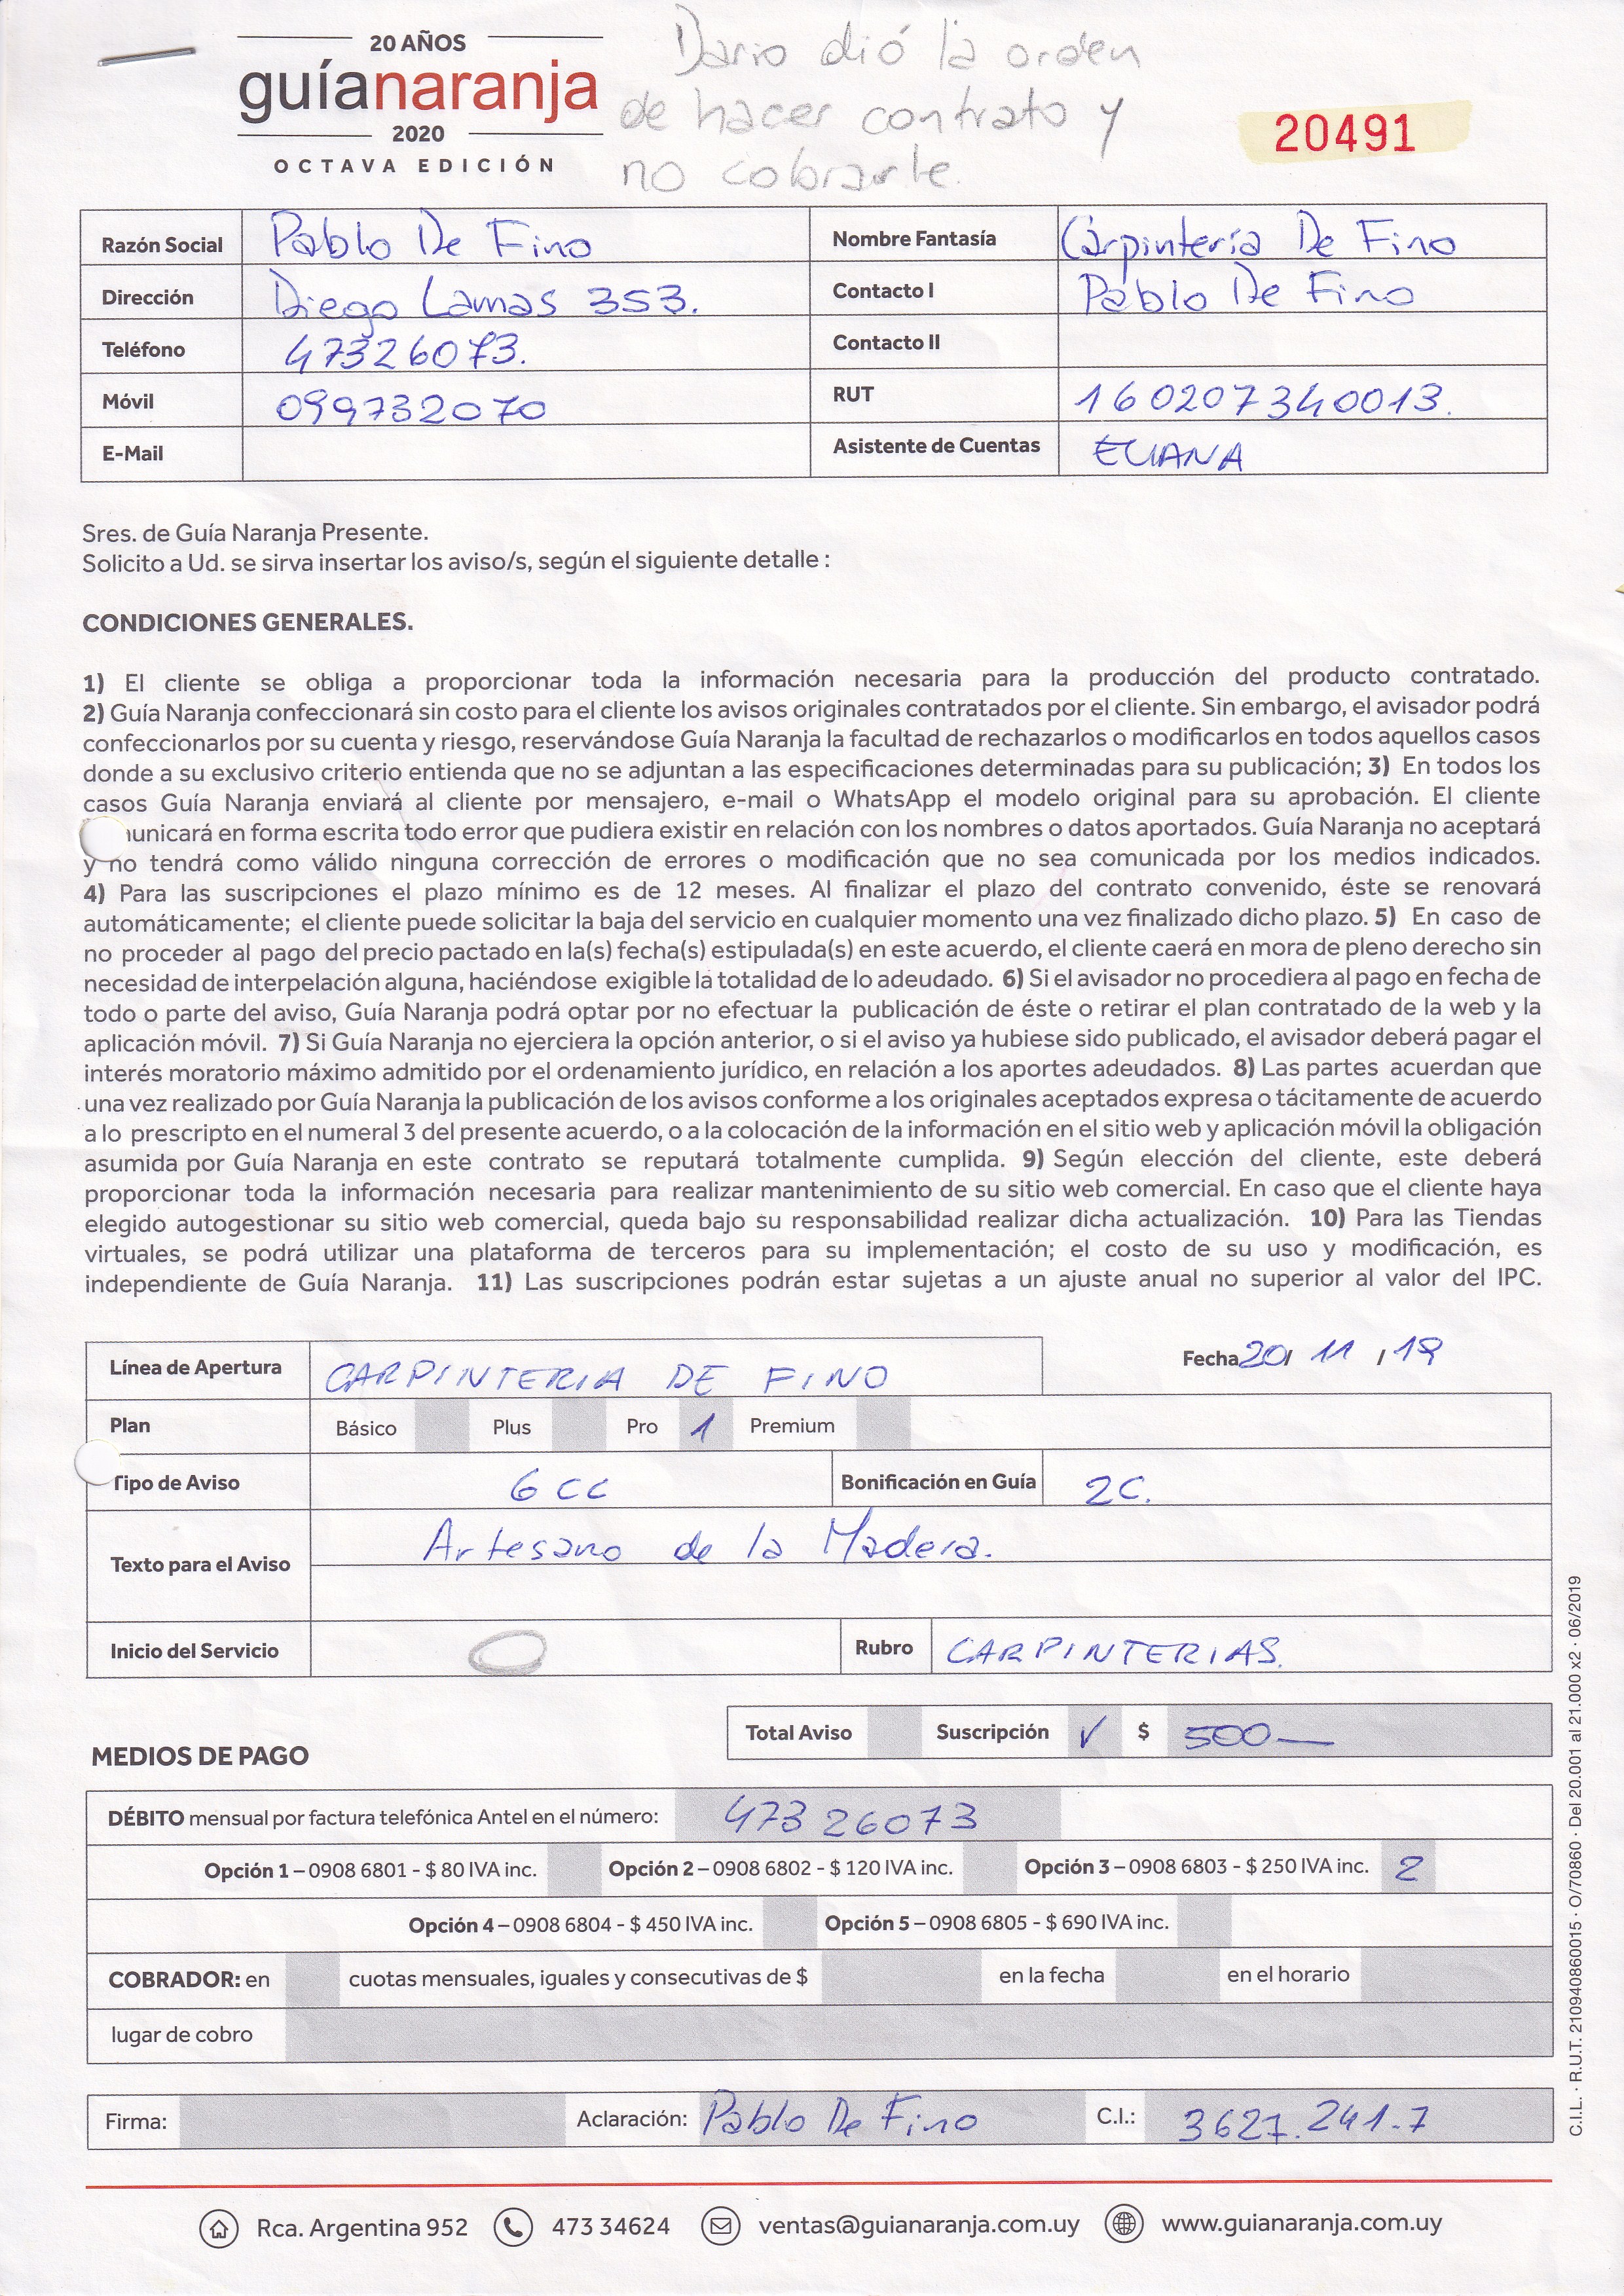 20 AÑOS
guíanaranja
2020
OCTAVA EDICIÓN
Dario dió la orden
de hacer contrato y
no cobrarle.
20491
Razón Social Pablo De Fino Nombre Fantasía Carpintería De Fino
Dirección Diego Lamas 353. Contacto I Pablo De Fino
Teléfono 47326073. Contacto II
Móvil 099732070 RUT 160207340013.
E-Mail Asistente de Cuentas ELIANA
Sres. de Guía Naranja Presente.
Solicito a Ud. se sirva insertar los aviso/s, según el siguiente detalle :
CONDICIONES GENERALES.
1) El cliente se obliga a proporcionar toda la información necesaria para la producción del producto contratado.
2) Guía Naranja confeccionará sin costo para el cliente los avisos originales contratados por el cliente. Sin embargo, el avisador podrá
confeccionarlos por su cuenta y riesgo, reservándose Guía Naranja la facultad de rechazarlos o modificarlos en todos aquellos casos
donde a su exclusivo criterio entienda que no se adjuntan a las especificaciones determinadas para su publicación; 3) En todos los
casos Guía Naranja enviará al cliente por mensajero, e-mail o WhatsApp el modelo original para su aprobación. El cliente
unicará en forma escrita todo error que pudiera existir en relación con los nombres o datos aportados. Guía Naranja no aceptará
y no tendrá como válido ninguna corrección de errores o modificación que no sea comunicada por los medios indicados.
4) Para las suscripciones el plazo mínimo es de 12 meses. Al finalizar el plazo del contrato convenido, éste se renovará
automáticamente; el cliente puede solicitar la baja del servicio en cualquier momento una vez finalizado dicho plazo. 5) En caso de
no proceder al pago del precio pactado en la(s) fecha(s) estipulada(s) en este acuerdo, el cliente caerá en mora de pleno derecho sin
necesidad de interpelación alguna, haciéndose exigible la totalidad de lo adeudado. 6) Si el avisador no procediera al pago en fecha de
todo o parte del aviso, Guía Naranja podrá optar por no efectuar la publicación de éste o retirar el plan contratado de la web y la
aplicación móvil. 7) Si Guía Naranja no ejerciera la opción anterior, o si el aviso ya hubiese sido publicado, el avisador deberá pagar el
interés moratorio máximo admitido por el ordenamiento jurídico, en relación a los aportes adeudados. 8) Las partes acuerdan que
una vez realizado por Guía Naranja la publicación de los avisos conforme a los originales aceptados expresa o tácitamente de acuerdo
a lo prescripto en el numeral 3 del presente acuerdo, o a la colocación de la información en el sitio web y aplicación móvil la obligación
asumida por Guía Naranja en este contrato se reputará totalmente cumplida. 9) Según elección del cliente, este deberá
proporcionar toda la información necesaria para realizar mantenimiento de su sitio web comercial. En caso que el cliente haya
elegido autogestionar su sitio web comercial, queda bajo su responsabilidad realizar dicha actualización. 10) Para las Tiendas
virtuales, se podrá utilizar una plataforma de terceros para su implementación; el costo de su uso y modificación, es
independiente de Guía Naranja. 11) Las suscripciones podrán estar sujetas a un ajuste anual no superior al valor del IPC.
Línea de Apertura CARPINTERIA DE FINO Fecha 20/ 11 /19
Plan Básico Plus Pro 1 Premium
Tipo de Aviso 6 CC Bonificación en Guía 2C.
Texto para el Aviso Artesano de la Madera.
Inicio del Servicio Rubro CARPINTERIAS.
Total Aviso Suscripción ✓ $ 500—
MEDIOS DE PAGO
DÉBITO mensual por factura telefónica Antel en el número: 473 26073
Opción 1 – 0908 6801 - $ 80 IVA inc. Opción 2 – 0908 6802 - $ 120 IVA inc. Opción 3 – 0908 6803 - $ 250 IVA inc. 2
Opción 4 – 0908 6804 - $ 450 IVA inc. Opción 5 – 0908 6805 - $ 690 IVA inc.
COBRADOR: en cuotas mensuales, iguales y consecutivas de $ en la fecha en el horario
lugar de cobro
Firma: Aclaración: Pablo De Fino C.I.: 3627.241-7
C.I.L. · R.U.T. 210940860015 · O/70860 · Del 20.001 al 21.000 x2 · 06/2019
Rca. Argentina 952 473 34624 ventas@guianaranja.com.uy www.guianaranja.com.uy